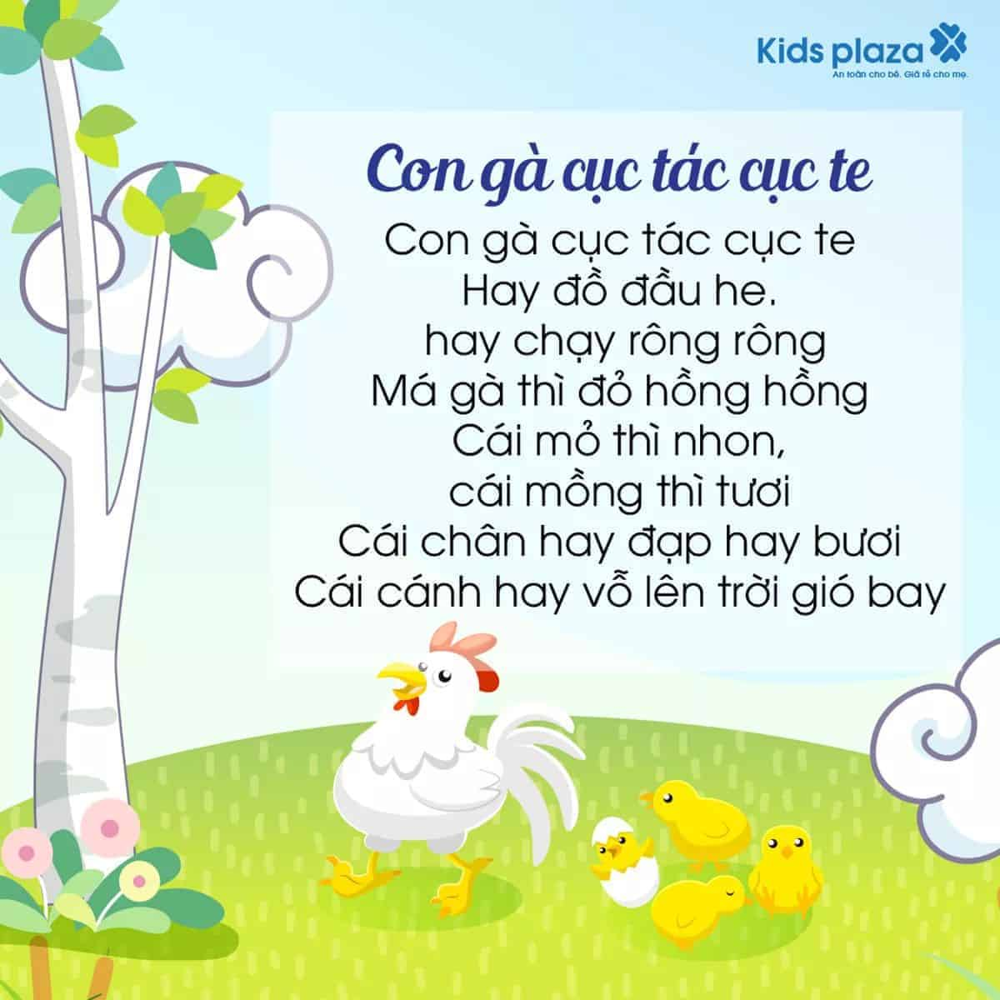 Kids plaza
An toàn cho bé. Giá rẻ cho mẹ.
Con gà cục tác cục te
Con gà cục tác cục te
Hay đồ đầu he.
hay chạy rông rông
Má gà thì đỏ hồng hồng
Cái mỏ thì nhon,
cái mồng thì tươi
Cái chân hay đạp hay bươi
Cái cánh hay vỗ lên trời gió bay